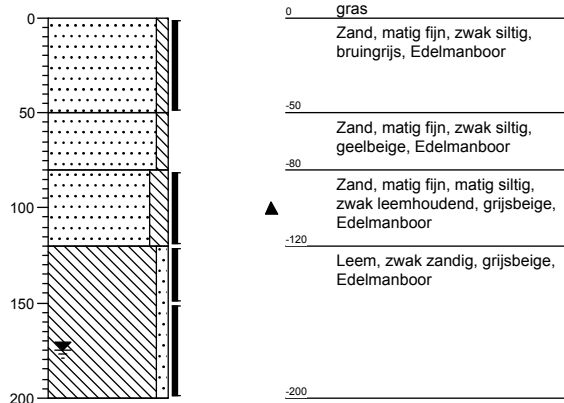 0
50
100
150
200
0
gras
Zand, matig fijn, zwak siltig,
bruingrijs, Edelmanboor
-50
Zand, matig fijn, zwak siltig,
geelbeige, Edelmanboor
-80
Zand, matig fijn, matig siltig,
zwak leemhoudend, grijsbeige,
Edelmanboor
-120
Leem, zwak zandig, grijsbeige,
Edelmanboor
-200